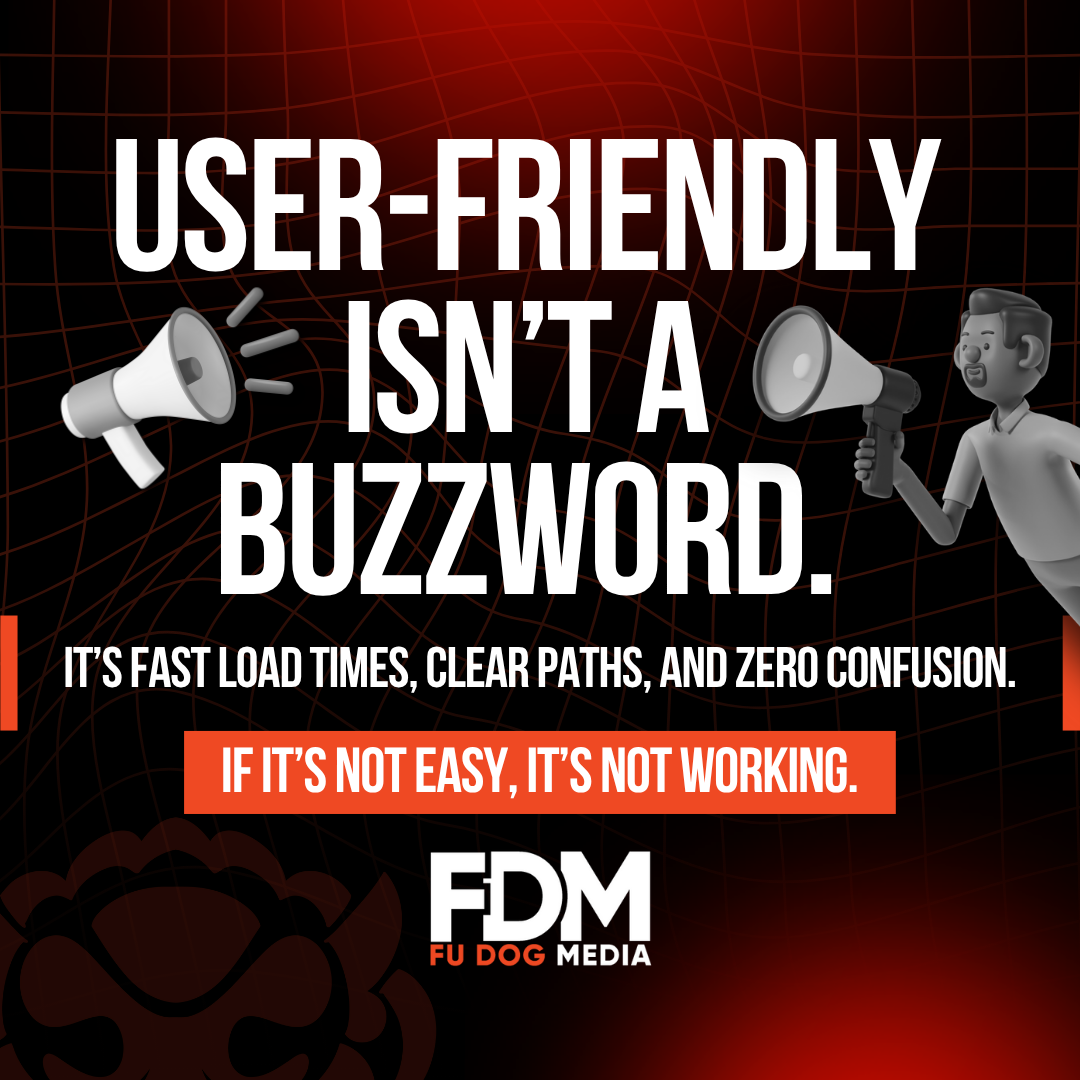 USER-FRIENDLY
ISN’T A
BUZZWORD.
IT’S FAST LOAD TIMES, CLEAR PATHS, AND ZERO CONFUSION.
IF IT’S NOT EASY, IT’S NOT WORKING.
FDM
FU DOG MEDIA